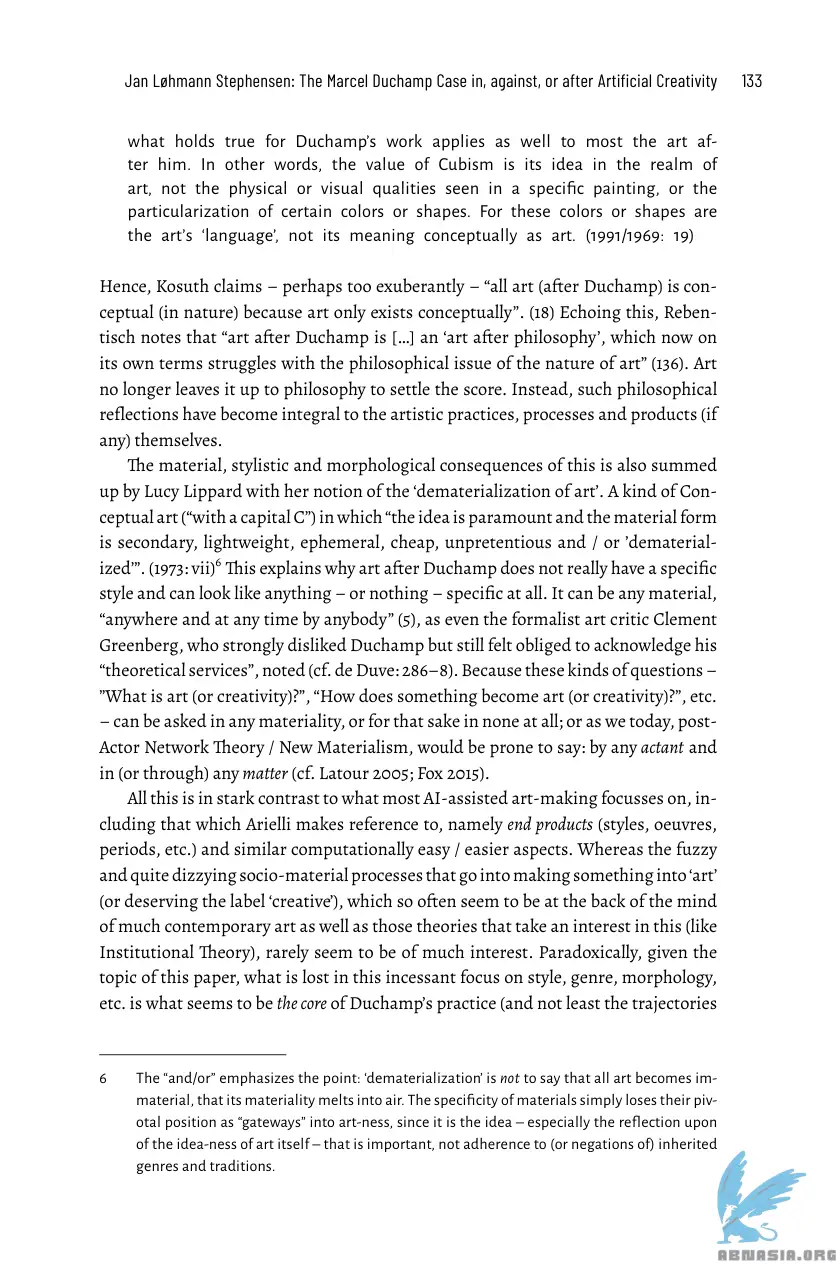 Jan Løhmann Stephensen: The Marcel Duchamp Case in, against, or after Artificial Creativity 133
what holds true for Duchamp’s work applies as well to most the art af-
ter him. In other words, the value of Cubism is its idea in the realm of
art, not the physical or visual qualities seen in a specific painting, or the
particularization of certain colors or shapes. For these colors or shapes are
the art’s ‘language’, not its meaning conceptually as art. (1991/1969: 19)
Hence, Kosuth claims – perhaps too exuberantly – “all art (after Duchamp) is con-
ceptual (in nature) because art only exists conceptually”. (18) Echoing this, Reben-
tisch notes that “art after Duchamp is [...] an ‘art after philosophy’, which now on
its own terms struggles with the philosophical issue of the nature of art” (136). Art
no longer leaves it up to philosophy to settle the score. Instead, such philosophical
reflections have become integral to the artistic practices, processes and products (if
any) themselves.
The material, stylistic and morphological consequences of this is also summed
up by Lucy Lippard with her notion of the ‘dematerialization of art’. A kind of Con-
ceptual art (“with a capital C”) in which “the idea is paramount and the material form
is secondary, lightweight, ephemeral, cheap, unpretentious and / or ’dematerial-
ized’”. (1973: vii)6 This explains why art after Duchamp does not really have a specific
style and can look like anything – or nothing – specific at all. It can be any material,
“anywhere and at any time by anybody” (5), as even the formalist art critic Clement
Greenberg, who strongly disliked Duchamp but still felt obliged to acknowledge his
“theoretical services”, noted (cf. de Duve: 286–8). Because these kinds of questions –
”What is art (or creativity)?”, “How does something become art (or creativity)?”, etc.
– can be asked in any materiality, or for that sake in none at all; or as we today, post-
Actor Network Theory / New Materialism, would be prone to say: by any actant and
in (or through) any matter (cf. Latour 2005; Fox 2015).
All this is in stark contrast to what most AI-assisted art-making focusses on, in-
cluding that which Arielli makes reference to, namely end products (styles, oeuvres,
periods, etc.) and similar computationally easy / easier aspects. Whereas the fuzzy
and quite dizzying socio-material processes that go into making something into ‘art’
(or deserving the label ‘creative’), which so often seem to be at the back of the mind
of much contemporary art as well as those theories that take an interest in this (like
Institutional Theory), rarely seem to be of much interest. Paradoxically, given the
topic of this paper, what is lost in this incessant focus on style, genre, morphology,
etc. is what seems to be the core of Duchamp’s practice (and not least the trajectories
6 The “and/or” emphasizes the point: ‘dematerialization’ is not to say that all art becomes im-
material, that its materiality melts into air. The specificity of materials simply loses their piv-
otal position as “gateways” into art-ness, since it is the idea – especially the reflection upon
of the idea-ness of art itself – that is important, not adherence to (or negations of) inherited
genres and traditions.
ABNASIA.ORG